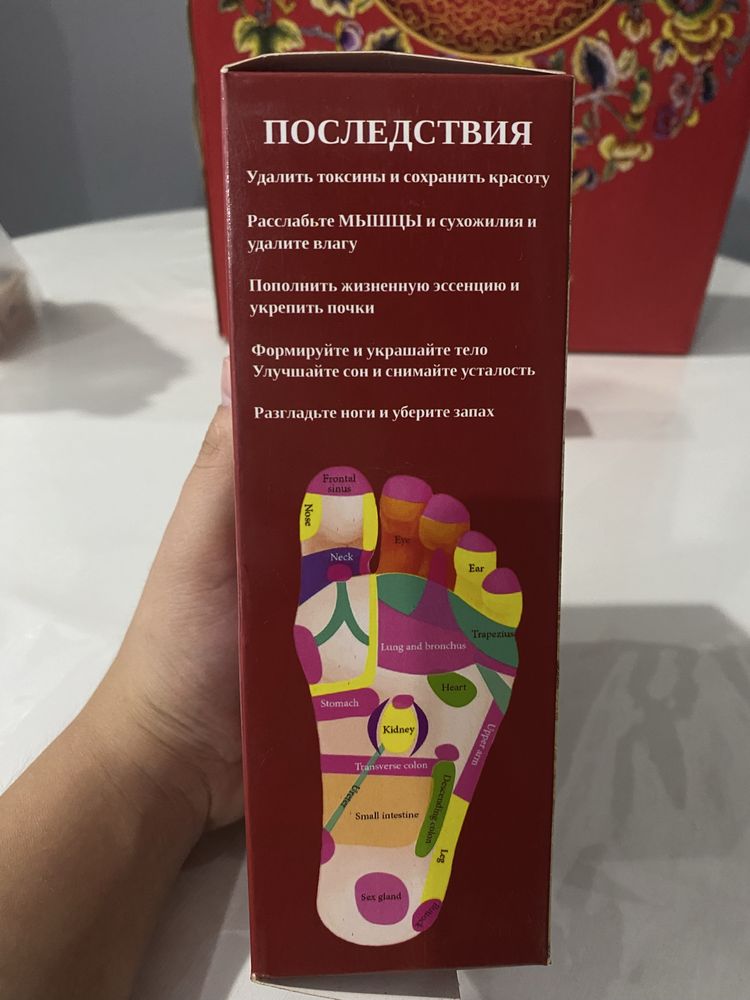 ПОСЛЕДСТВИЯ
Удалить токсины и сохранить красоту
Расслабьте МЫШЦЫ и сухожилия и
удалите влагу
Пополнить жизненную эссенцию и
укрепить почки
Формируйте и украшайте тело
Улучшайте сон и снимайте усталость
Разгладьте ноги и уберите запах
Frontal
sinus
Nose
Eye
Neck
Ear
Trapezius
Lung and bronchus
Heart
Stomach
Kidney
Upper arm
Transverse colon
Ureter
Descending colon
Small intestine
Leg
Sex gland